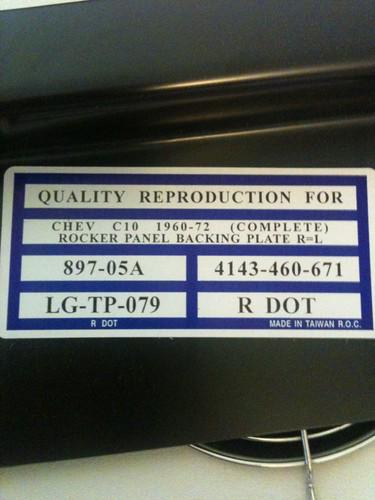 QUALITY REPRODUCTION FOR
CHEV C10 1960-72 (COMPLETE)
ROCKER PANEL BACKING PLATE R=L
897-05A 4143-460-671
LG-TP-079 R DOT
R DOT MADE IN TAIWAN R.O.C.